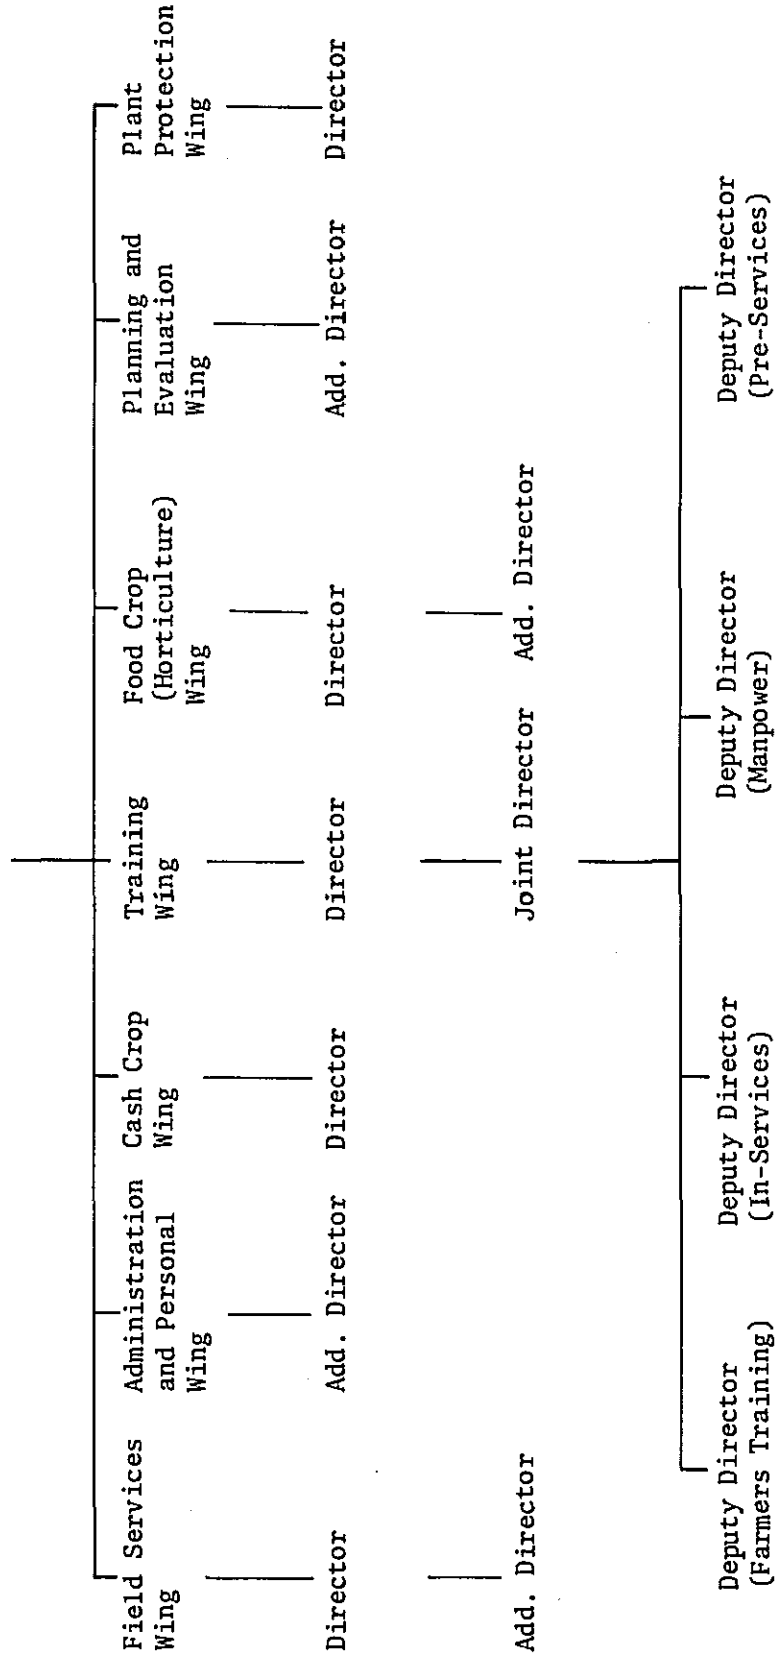 Field Services
Wing
Administration
and Personal
Wing
Cash Crop
Wing
Training
Wing
Food Crop
(Horticulture)
Wing
Planning and
Evaluation
Wing
Plant
Protection
Wing
Director
Add. Director
Director
Director
Director
Add. Director
Director
Add. Director
Joint Director
Add. Director
Deputy Director
(Farmers Training)
Deputy Director
(In-Services)
Deputy Director
(Manpower)
Deputy Director
(Pre-Services)